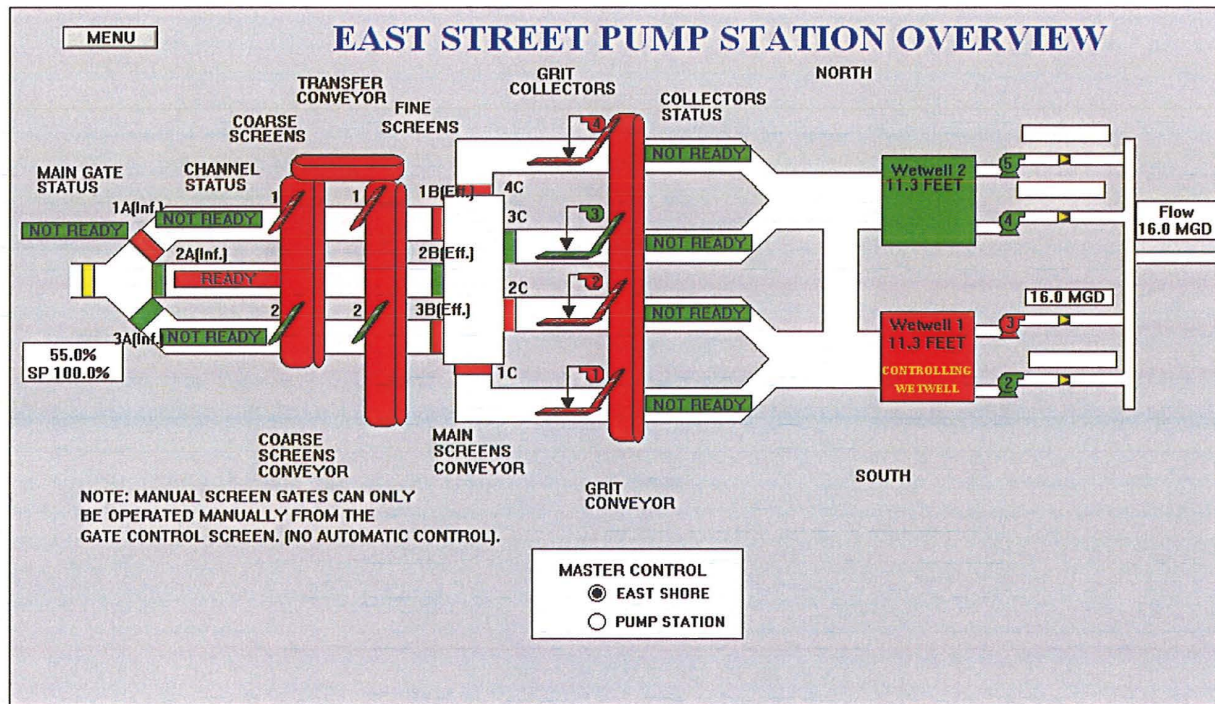 MENU
EAST STREET PUMP STATION OVERVIEW
TRANSFER
CONVEYOR
GRIT
COLLECTORS
NORTH
COARSE
SCREENS
FINE
SCREENS
COLLECTORS
STATUS
MAIN GATE
STATUS
CHANNEL
STATUS
4
NOT READY
Wetwell 2
11.3 FEET
5
1A(Inf.)
NOT READY
1
1
1B(Eff.)
4C
NOT READY
3C
3
4
Flow
16.0 MGD
2A(Inf.)
2B(Eff.)
NOT READY
READY
2C
2
16.0 MGD
2
2
3B(Eff.)
NOT READY
Wetwell 1
11.3 FEET
3
3A(Inf.)
NOT READY
55.0%
SP 100.0%
1C
1
CONTROLLING
WETWELL
2
NOT READY
COARSE
SCREENS
CONVEYOR
MAIN
SCREENS
CONVEYOR
SOUTH
GRIT
CONVEYOR
NOTE: MANUAL SCREEN GATES CAN ONLY
BE OPERATED MANUALLY FROM THE
GATE CONTROL SCREEN. (NO AUTOMATIC CONTROL).
MASTER CONTROL
EAST SHORE
PUMP STATION